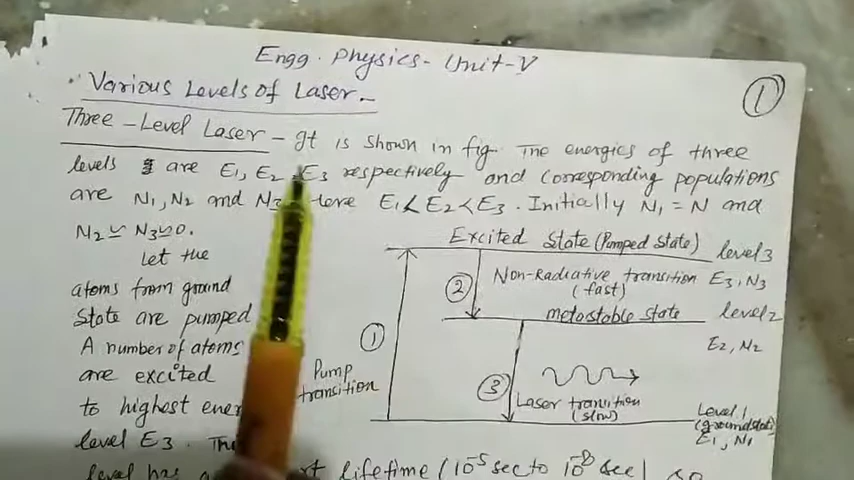 Engg. Physics - Unit-V
1
Various Levels of Laser -
Three - Level Laser - It is shown in fig. The energies of three
levels are E1, E2, E3 respectively and corresponding populations
are N1, N2 and N3 Here E1 < E2 < E3. Initially N1 = N and
N2 ≃ N3 ≃ 0.
Let the
atoms from ground
State are pumped
A number of atoms
are excited
to highest
level E3.
level has lifetime (10⁻⁵ sec to 10⁻⁸ sec) so
Excited State (Pumped state)
level 3
E3, N3
2
Non-Radiative transition
(fast)
metastable state
level 2
E2, N2
1
Pump
transition
3
Laser transition
(slow)
Level 1
(ground state)
E1, N1